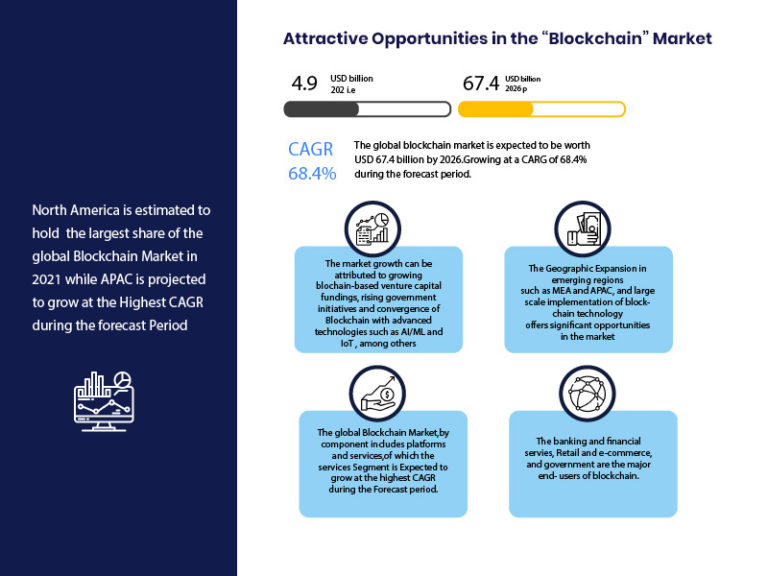 Attractive Opportunities in the “Blockchain” Market
4.9
USD billion
202 i.e
67.4
USD billion
2026 p
CAGR
68.4%
The global blockchain market is expected to be worth
USD 67.4 billion by 2026.Growing at a CARG of 68.4%
during the forecast period.
North America is estimated to
hold the largest share of the
global Blockchain Market in
2021 while APAC is projected
to grow at the Highest CAGR
during the forecast Period
The market growth can be
attributed to growing
blochain-based venture capital
fundings, rising government
initiatives and convergence of
Blockchain with advanced
technologies such as AI/ML and
IoT , among others
The Geographic Expansion in
emerging regions
such as MEA and APAC, and large
scale implementation of block-
chain technology
offers significant opportunities
in the market
The global Blockchain Market,by
component includes platforms
and services,of which the
services Segment is Expected to
grow at the highest CAGR
during the Forecast period.
The banking and financial
servies, Retail and e-commerce,
and government are the major
end- users of blockchain.